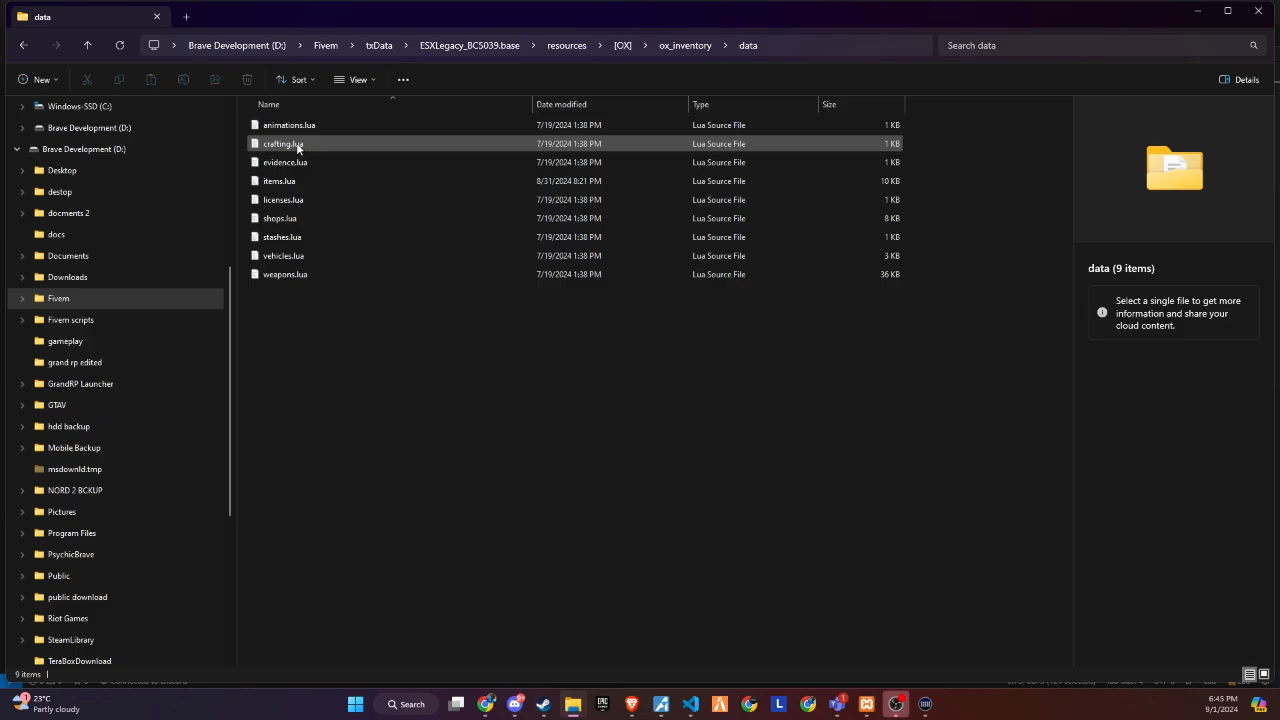 data
Brave Development (D:) Fivem txData ESXLegacy_BC5039.base resources [OX] ox_inventory data
Search data
New Sort View Details
Name Date modified Type Size
Windows-SSD (C:)
Brave Development (D:)
Brave Development (D:)
Desktop
destop
docments 2
docs
Documents
Downloads
Fivem
Fivem scripts
gameplay
grand rp edited
GrandRP Launcher
GTAV
hdd backup
Mobile Backup
msdownld.tmp
NORD 2 BCKUP
Pictures
Program Files
PsychicBrave
Public
public download
Riot Games
SteamLibrary
TeraBoxDownload
animations.lua 7/19/2024 1:38 PM Lua Source File 1 KB
crafting.lua 7/19/2024 1:38 PM Lua Source File 1 KB
evidence.lua 7/19/2024 1:38 PM Lua Source File 1 KB
items.lua 8/31/2024 8:21 PM Lua Source File 10 KB
licenses.lua 7/19/2024 1:38 PM Lua Source File 1 KB
shops.lua 7/19/2024 1:38 PM Lua Source File 8 KB
stashes.lua 7/19/2024 1:38 PM Lua Source File 1 KB
vehicles.lua 7/19/2024 1:38 PM Lua Source File 3 KB
weapons.lua 7/19/2024 1:38 PM Lua Source File 36 KB
data (9 items)
Select a single file to get more
information and share your
cloud content.
9 items
23°C
Partly cloudy
Search
6:45 PM
9/1/2024